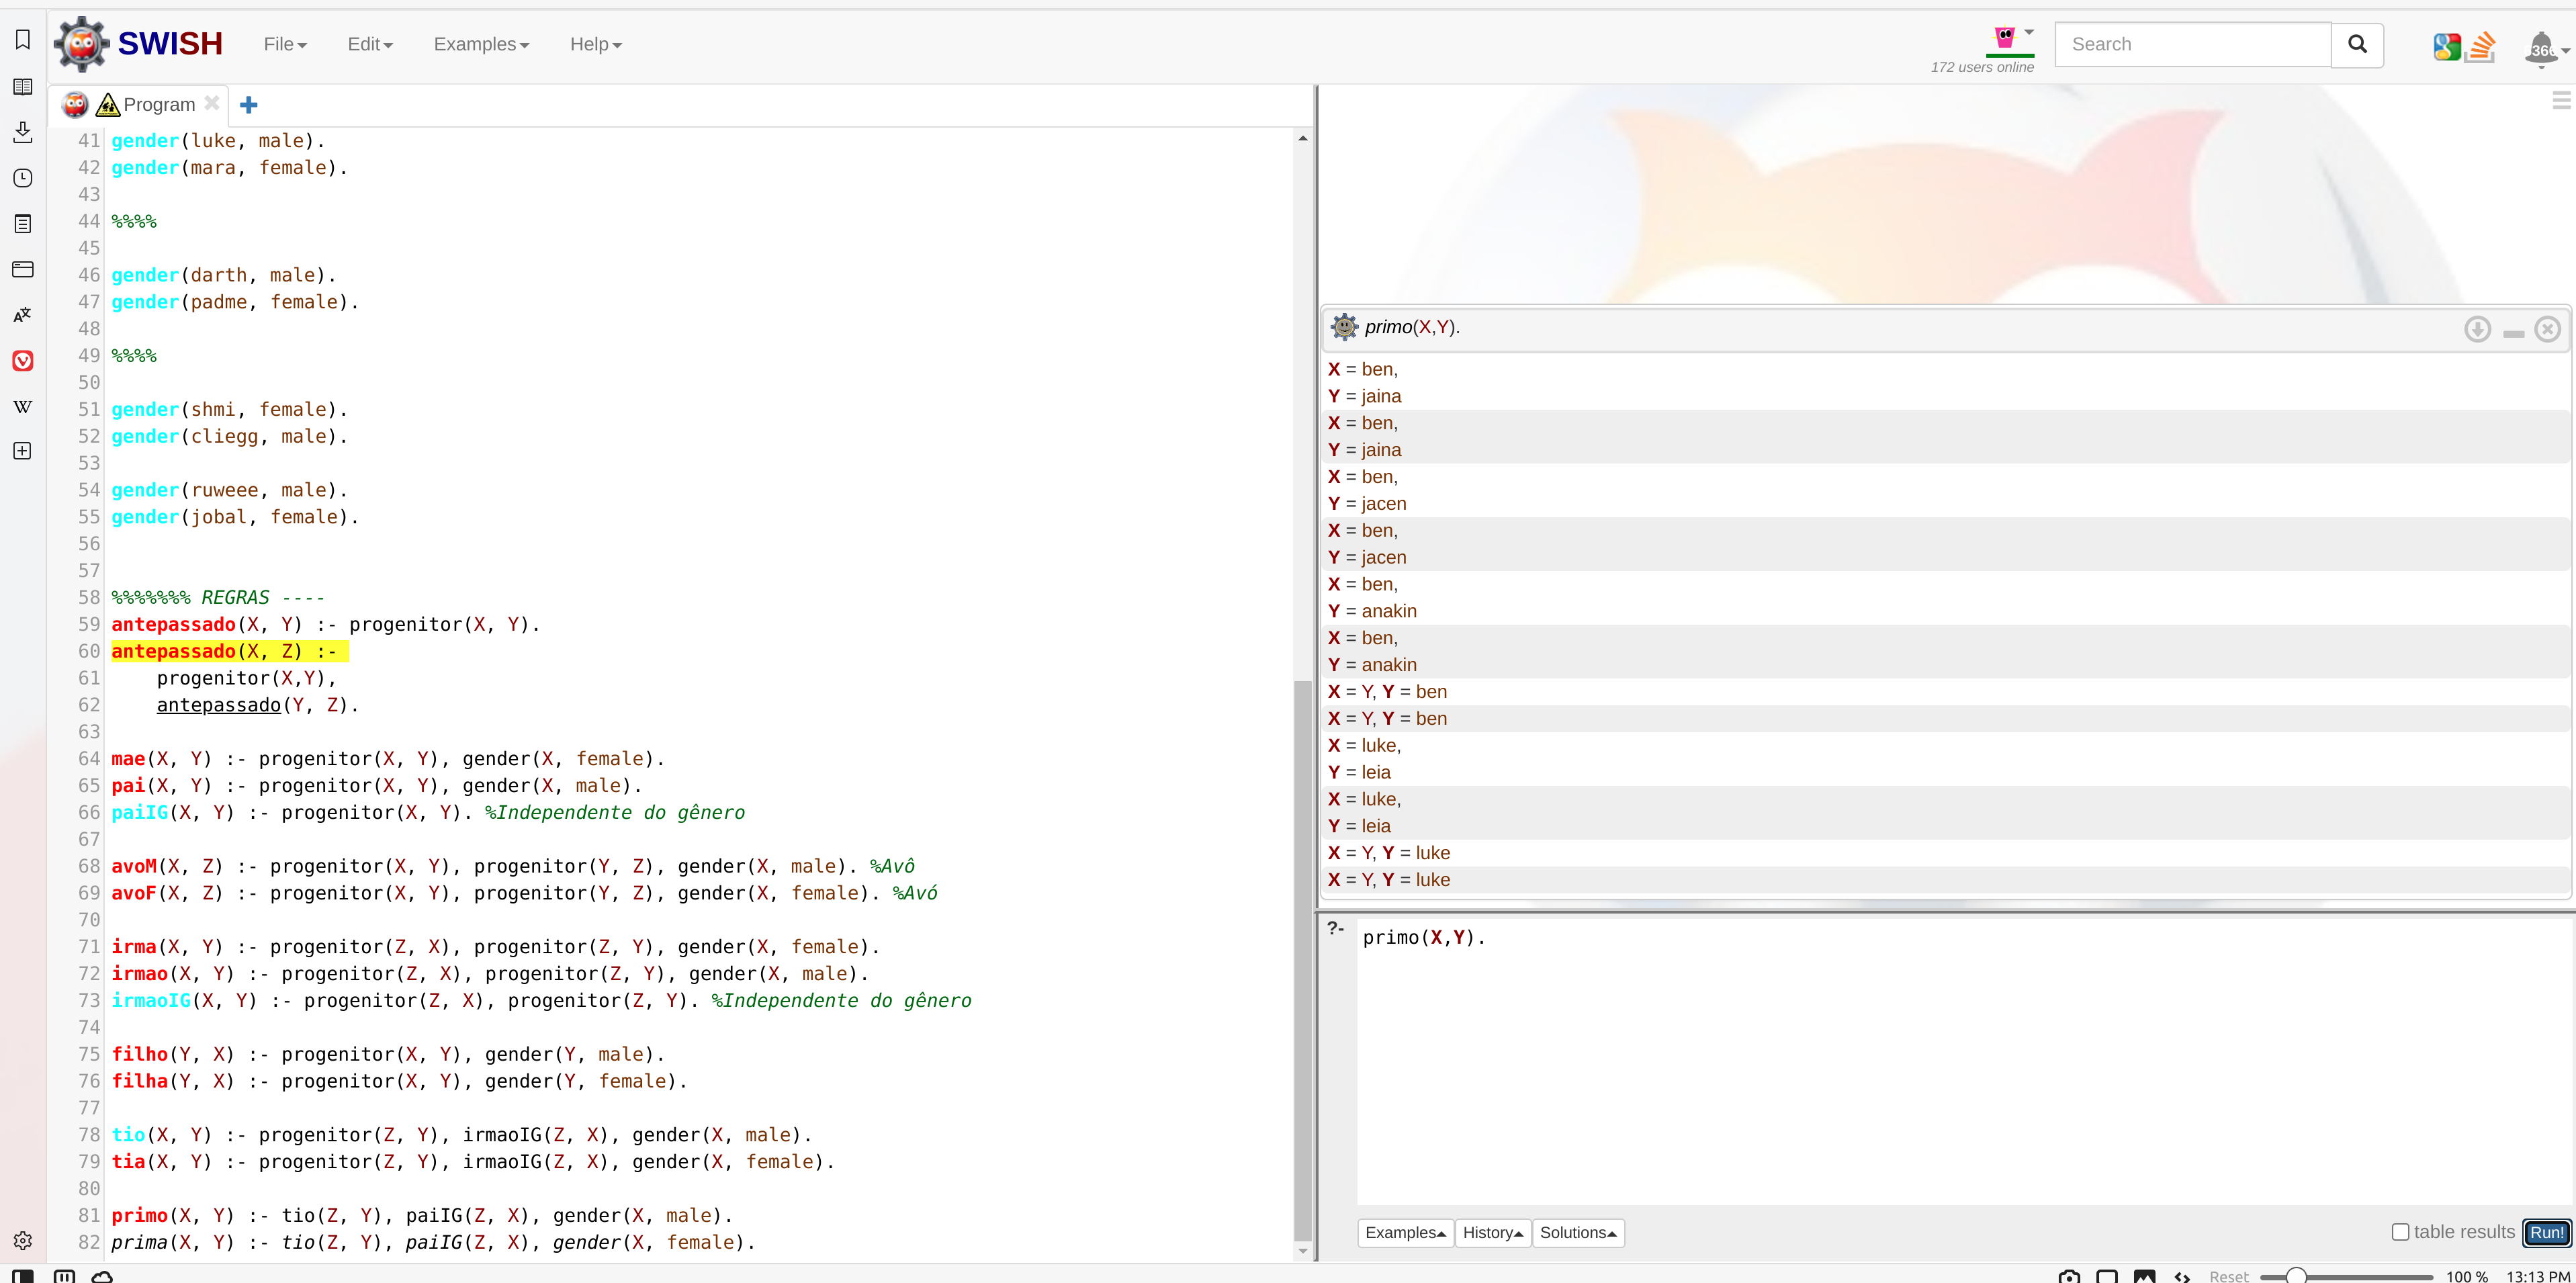 SWISH
File
Edit
Examples
Help
172 users online
Search
Program
41 gender(luke, male).
42 gender(mara, female).
43
44 %%%%
45
46 gender(darth, male).
47 gender(padme, female).
48
49 %%%%
50
51 gender(shmi, female).
52 gender(cliegg, male).
53
54 gender(ruweee, male).
55 gender(jobal, female).
56
57
58 %%%%%%% REGRAS ----
59 antepassado(X, Y) :- progenitor(X, Y).
60 antepassado(X, Z) :-
61     progenitor(X,Y),
62     antepassado(Y, Z).
63
64 mae(X, Y) :- progenitor(X, Y), gender(X, female).
65 pai(X, Y) :- progenitor(X, Y), gender(X, male).
66 paiIG(X, Y) :- progenitor(X, Y). %Independente do gênero
67
68 avoM(X, Z) :- progenitor(X, Y), progenitor(Y, Z), gender(X, male). %Avô
69 avoF(X, Z) :- progenitor(X, Y), progenitor(Y, Z), gender(X, female). %Avó
70
71 irma(X, Y) :- progenitor(Z, X), progenitor(Z, Y), gender(X, female).
72 irmao(X, Y) :- progenitor(Z, X), progenitor(Z, Y), gender(X, male).
73 irmaoIG(X, Y) :- progenitor(Z, X), progenitor(Z, Y). %Independente do gênero
74
75 filho(Y, X) :- progenitor(X, Y), gender(Y, male).
76 filha(Y, X) :- progenitor(X, Y), gender(Y, female).
77
78 tio(X, Y) :- progenitor(Z, Y), irmaoIG(Z, X), gender(X, male).
79 tia(X, Y) :- progenitor(Z, Y), irmaoIG(Z, X), gender(X, female).
80
81 primo(X, Y) :- tio(Z, Y), paiIG(Z, X), gender(X, male).
82 prima(X, Y) :- tio(Z, Y), paiIG(Z, X), gender(X, female).
primo(X,Y).
X = ben,
Y = jaina
X = ben,
Y = jaina
X = ben,
Y = jacen
X = ben,
Y = jacen
X = ben,
Y = anakin
X = ben,
Y = anakin
X = Y, Y = ben
X = Y, Y = ben
X = luke,
Y = leia
X = luke,
Y = leia
X = Y, Y = luke
X = Y, Y = luke
?- primo(X,Y).
Examples
History
Solutions
table results
Run!
Reset
100 %
13:13 PM